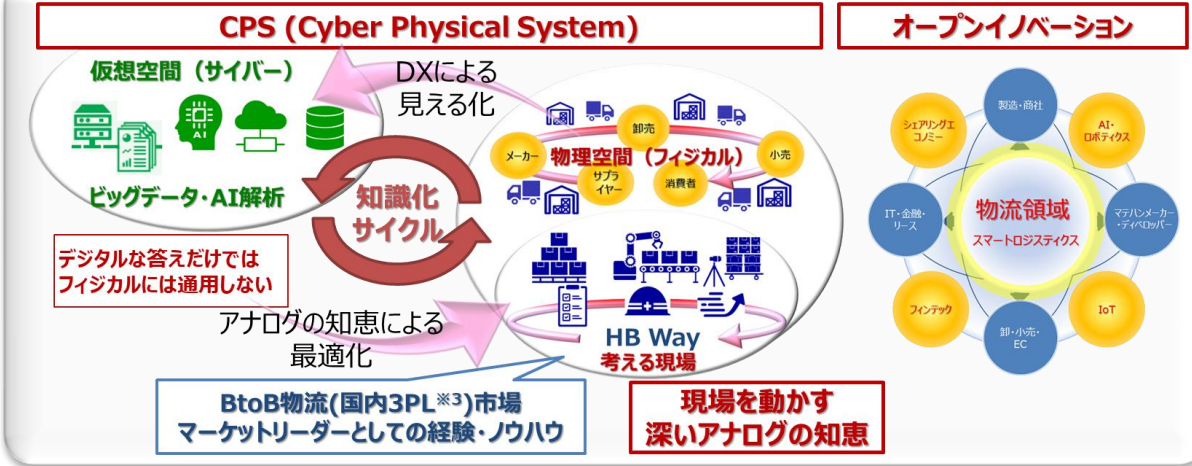 CPS (Cyber Physical System)
仮想空間（サイバー）
AI
ビッグデータ・AI解析
DXによる
見える化
知識化
サイクル
卸売
メーカー
物理空間（フィジカル）
小売
サプラ
イヤー
消費者
デジタルな答えだけでは
フィジカルには通用しない
アナログの知恵による
最適化
HB Way
考える現場
BtoB物流(国内3PL※3)市場
マーケットリーダーとしての経験・ノウハウ
現場を動かす
深いアナログの知恵
オープンイノベーション
製造・商社
シェアリングエ
コノミー
AI・
ロボティクス
IT・金融・
リース
物流領域
スマートロジスティクス
マテハンメーカー
・ディベロッパー
フィンテック
IoT
卸・小売・
EC